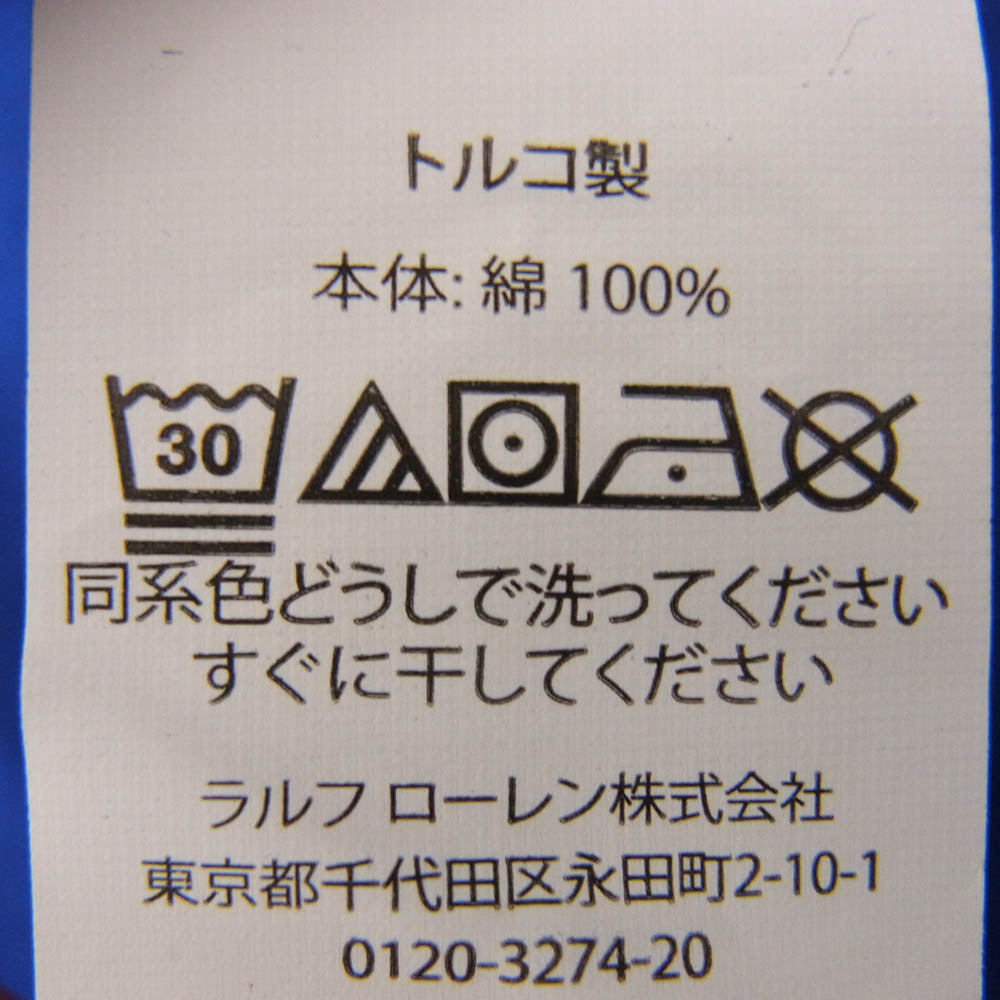 トルコ製
本体: 綿 100%
30
同系色どうしで洗ってください
すぐに干してください
ラルフ ローレン株式会社
東京都千代田区永田町2-10-1
0120-3274-20